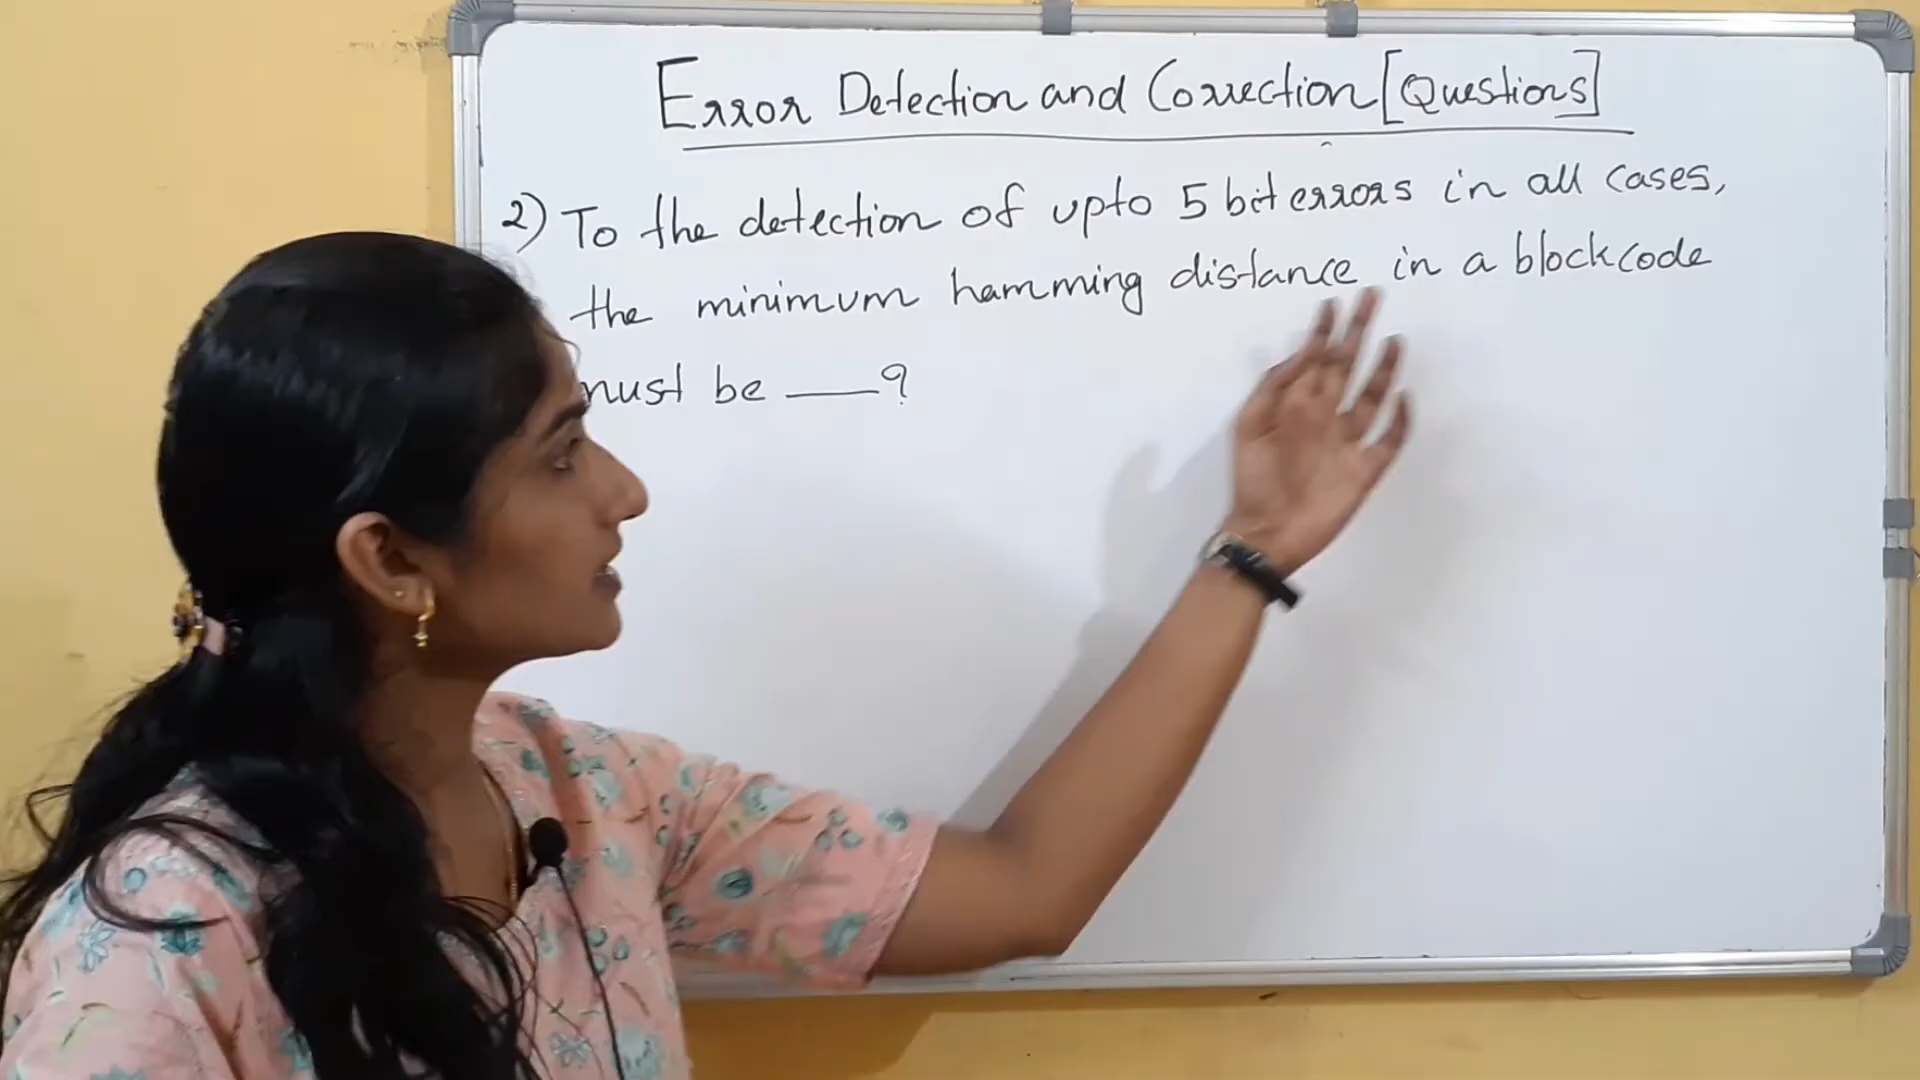 Error Detection and Correction [Questions]
2) To the detection of upto 5 bit errors in all cases,
the minimum hamming distance in a blockcode
must be ___?